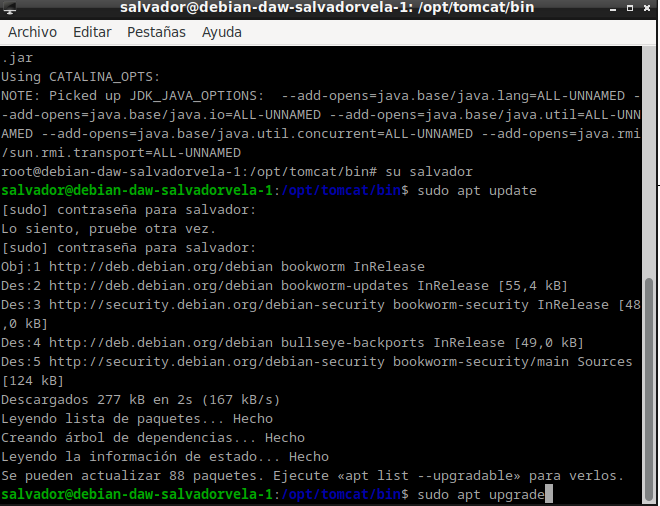 salvador@debian-daw-salvadorvela-1: /opt/tomcat/bin
Archivo Editar Pestañas Ayuda
.jar
Using CATALINA_OPTS:
NOTE: Picked up JDK_JAVA_OPTIONS:  --add-opens=java.base/java.lang=ALL-UNNAMED -
-add-opens=java.base/java.io=ALL-UNNAMED --add-opens=java.base/java.util=ALL-UNN
AMED --add-opens=java.base/java.util.concurrent=ALL-UNNAMED --add-opens=java.rmi
/sun.rmi.transport=ALL-UNNAMED
root@debian-daw-salvadorvela-1:/opt/tomcat/bin# su salvador
salvador@debian-daw-salvadorvela-1:/opt/tomcat/bin$ sudo apt update
[sudo] contraseña para salvador:
Lo siento, pruebe otra vez.
[sudo] contraseña para salvador:
Obj:1 http://deb.debian.org/debian bookworm InRelease
Des:2 http://deb.debian.org/debian bookworm-updates InRelease [55,4 kB]
Des:3 http://security.debian.org/debian-security bookworm-security InRelease [48
,0 kB]
Des:4 http://deb.debian.org/debian bullseye-backports InRelease [49,0 kB]
Des:5 http://security.debian.org/debian-security bookworm-security/main Sources
[124 kB]
Descargados 277 kB en 2s (167 kB/s)
Leyendo lista de paquetes... Hecho
Creando árbol de dependencias... Hecho
Leyendo la información de estado... Hecho
Se pueden actualizar 88 paquetes. Ejecute «apt list --upgradable» para verlos.
salvador@debian-daw-salvadorvela-1:/opt/tomcat/bin$ sudo apt upgrade